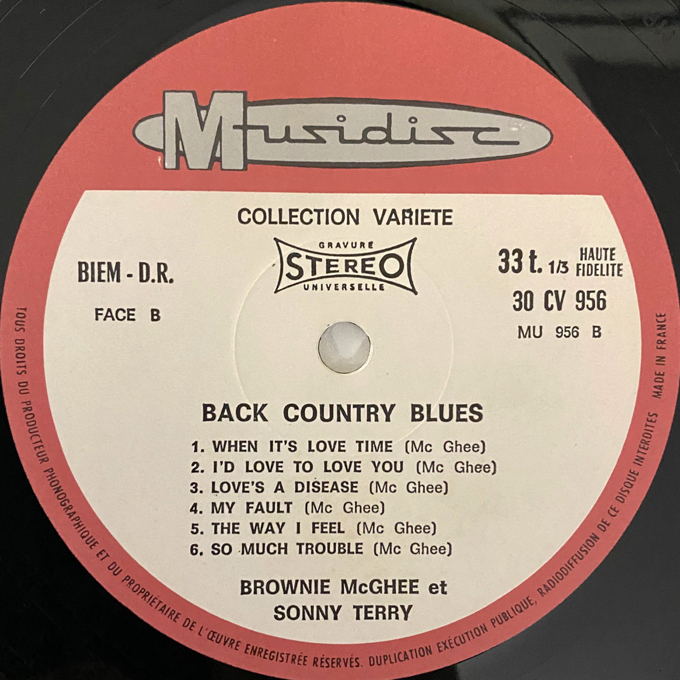 Musidisc
COLLECTION VARIETE
GRAVURE
STEREO
UNIVERSELLE
BIEM - D.R.
FACE B
33 t. 1/3 HAUTE FIDELITE
30 CV 956
MU 956 B
BACK COUNTRY BLUES
1. WHEN IT'S LOVE TIME (Mc Ghee)
2. I'D LOVE TO LOVE YOU (Mc Ghee)
3. LOVE'S A DISEASE (Mc Ghee)
4. MY FAULT (Mc Ghee)
5. THE WAY I FEEL (Mc Ghee)
6. SO MUCH TROUBLE (Mc Ghee)
BROWNIE McGHEE et
SONNY TERRY
TOUS DROITS DU PRODUCTEUR PHONOGRAPHIQUE ET DU PROPRIÉTAIRE DE L'ŒUVRE ENREGISTRÉE RÉSERVÉS. DUPLICATION EXÉCUTION PUBLIQUE, RADIODIFFUSION DE CE DISQUE INTERDITES MADE IN FRANCE